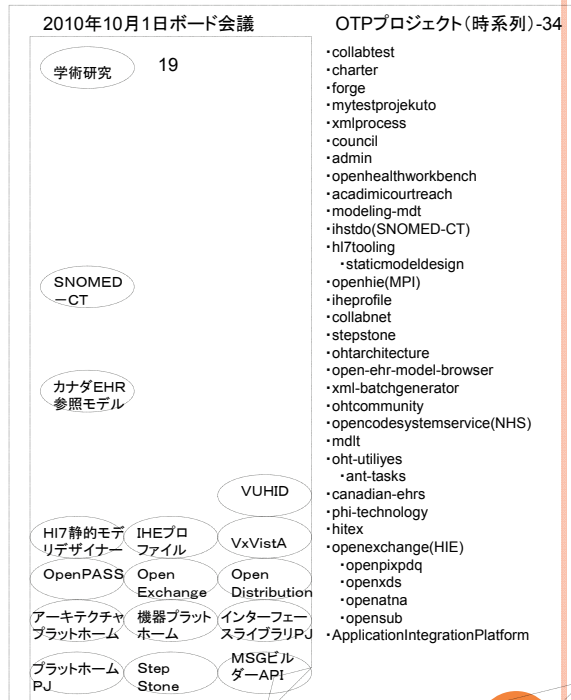 2010年10月1日ボード会議
学術研究
19
SNOMED
－CT
カナダEHR
参照モデル
VUHID
Hl7静的モデ
リデザイナー
IHEプロ
ファイル
VxVistA
OpenPASS
Open
Exchange
Open
Distribution
アーキテクチャ
プラットホーム
機器プラット
ホーム
インターフェー
スライブラリPJ
プラットホーム
PJ
Step
Stone
MSGビル
ダーAPI
OTPプロジェクト（時系列）-34
・collabtest
・charter
・forge
・mytestprojekuto
・xmlprocess
・council
・admin
・openhealthworkbench
・acadimicourtreach
・modeling-mdt
・ihstdo(SNOMED-CT)
・hl7tooling
・staticmodeldesign
・openhie(MPI)
・iheprofile
・collabnet
・stepstone
・ohtarchitecture
・open-ehr-model-browser
・xml-batchgenerator
・ohtcommunity
・opencodesystemservice(NHS)
・mdlt
・oht-utiliyes
・ant-tasks
・canadian-ehrs
・phi-technology
・hitex
・openexchange(HIE)
・openpixpdq
・openxds
・openatna
・opensub
・ApplicationIntegrationPlatform